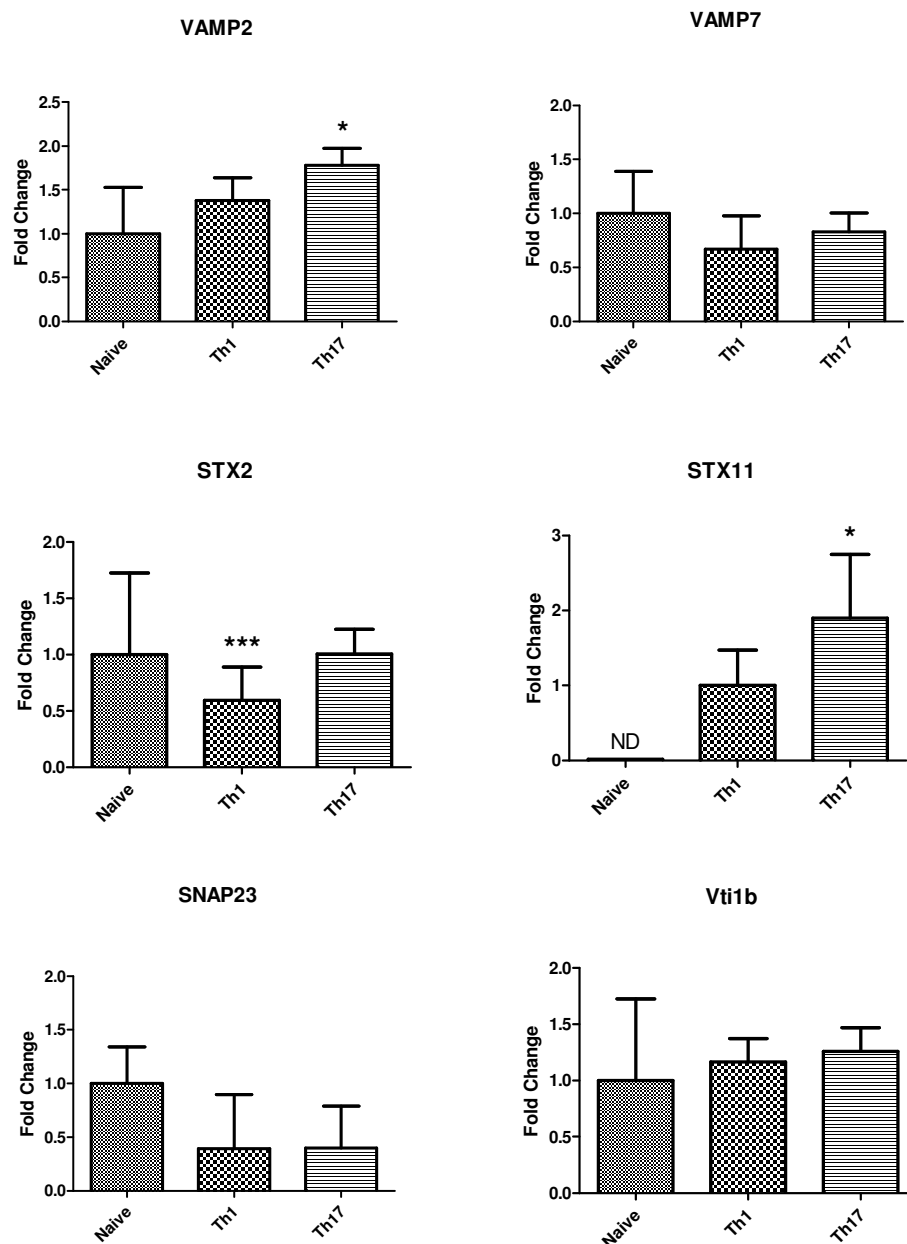 VAMP2
Fold Change
2.5
2.0
1.5
1.0
0.5
0.0
*
Naive
Th1
Th17
VAMP7
Fold Change
2.0
1.5
1.0
0.5
0.0
Naive
Th1
Th17
STX2
Fold Change
2.0
1.5
1.0
0.5
0.0
***
Naive
Th1
Th17
STX11
Fold Change
3
2
1
0
ND
*
Naive
Th1
Th17
SNAP23
Fold Change
2.0
1.5
1.0
0.5
0.0
Naive
Th1
Th17
Vti1b
Fold Change
2.0
1.5
1.0
0.5
0.0
Naive
Th1
Th17